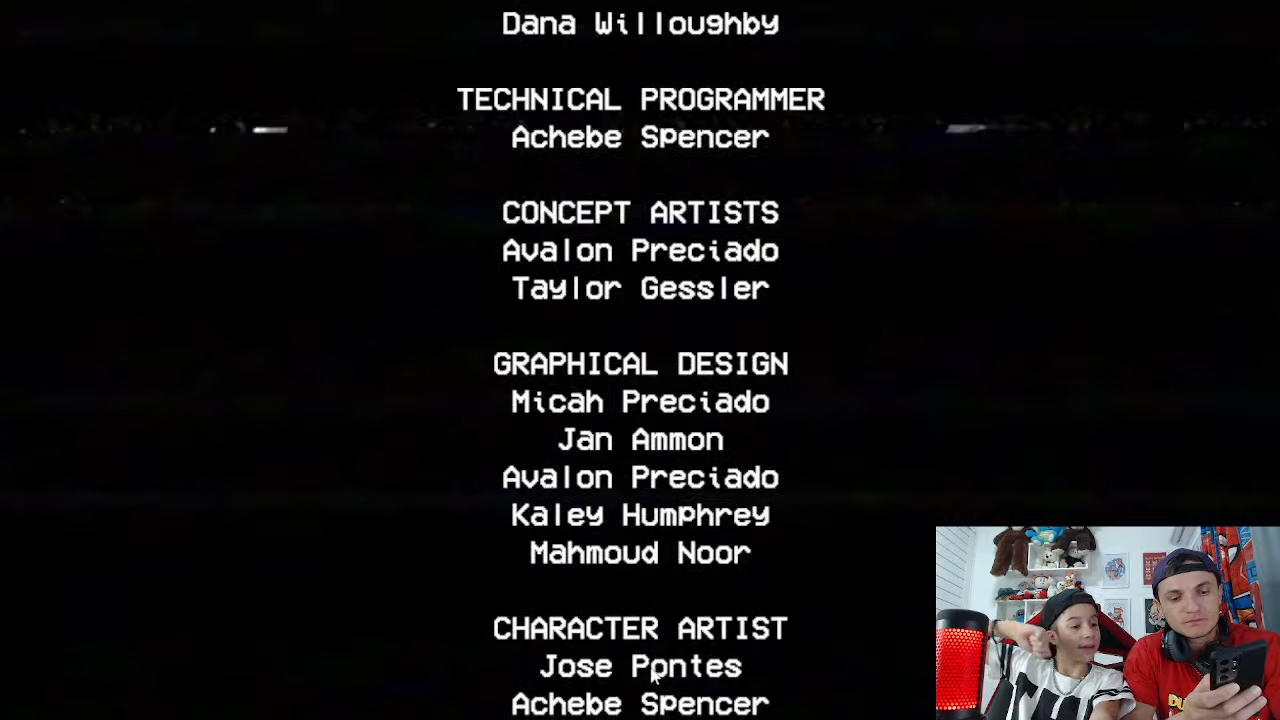 Dana Willoughby
TECHNICAL PROGRAMMER
Achebe Spencer
CONCEPT ARTISTS
Avalon Preciado
Taylor Gessler
GRAPHICAL DESIGN
Micah Preciado
Jan Ammon
Avalon Preciado
Kaley Humphrey
Mahmoud Noor
CHARACTER ARTIST
Jose Pontes
Achebe Spencer